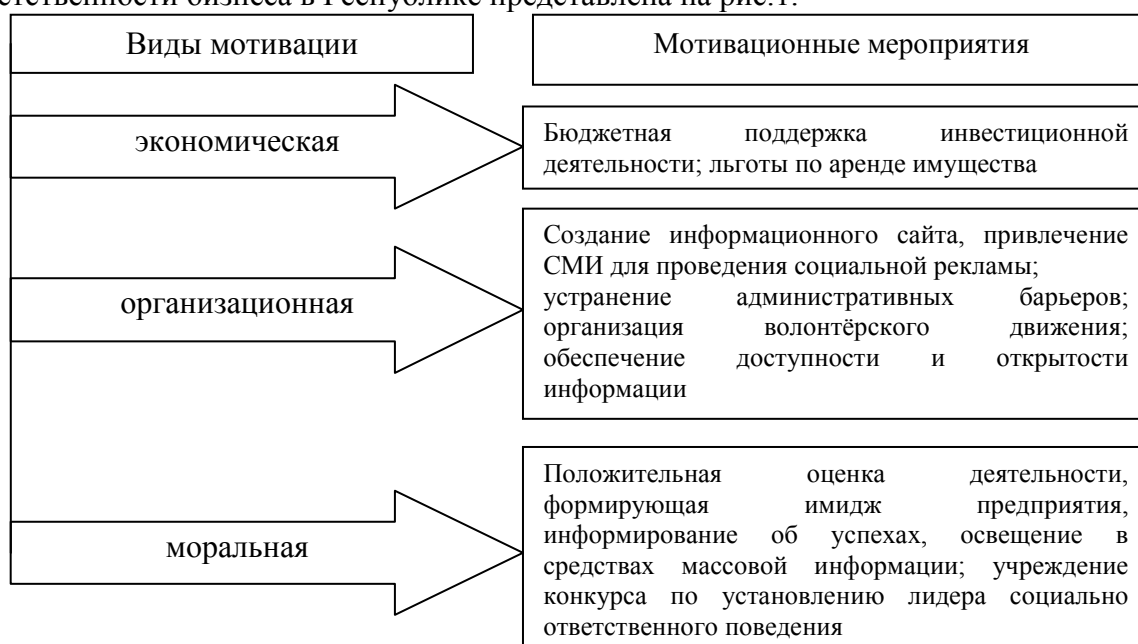 етственности бизнеса в Республике представлена на рис.1.
Виды мотивации
Мотивационные мероприятия
экономическая
Бюджетная поддержка инвестиционной
деятельности; льготы по аренде имущества
организационная
Создание информационного сайта, привлечение
СМИ для проведения социальной рекламы;
устранение административных барьеров;
организация волонтёрского движения;
обеспечение доступности и открытости
информации
моральная
Положительная оценка деятельности,
формирующая имидж предприятия,
информирование об успехах, освещение в
средствах массовой информации; учреждение
конкурса по установлению лидера социально
ответственного поведения